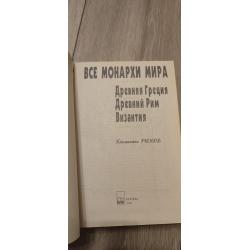 ВСЕ МОНАРХИ МИРА
Древняя Греция
Древний Рим
Византия
Константин РЫЖОВ